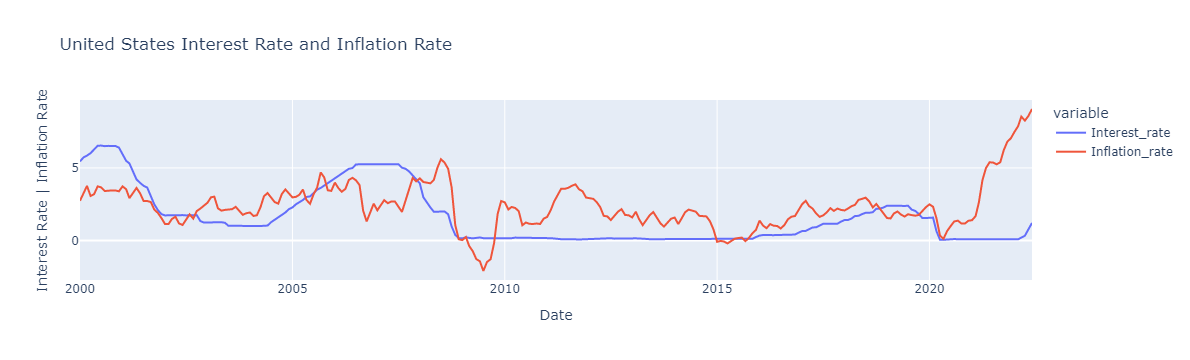 United States Interest Rate and Inflation Rate
Interest Rate | Inflation Rate
5
0
2000
2005
2010
2015
2020
Date
variable
Interest_rate
Inflation_rate